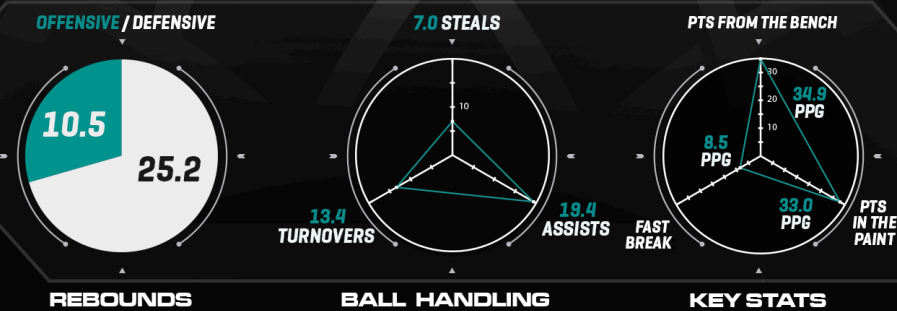 OFFENSIVE / DEFENSIVE
10.5
25.2
REBOUNDS
7.0 STEALS
10
13.4
TURNOVERS
19.4
ASSISTS
BALL HANDLING
PTS FROM THE BENCH
30
20
10
34.9
PPG
8.5
PPG
33.0
PPG
FAST
BREAK
PTS
IN THE
PAINT
KEY STATS